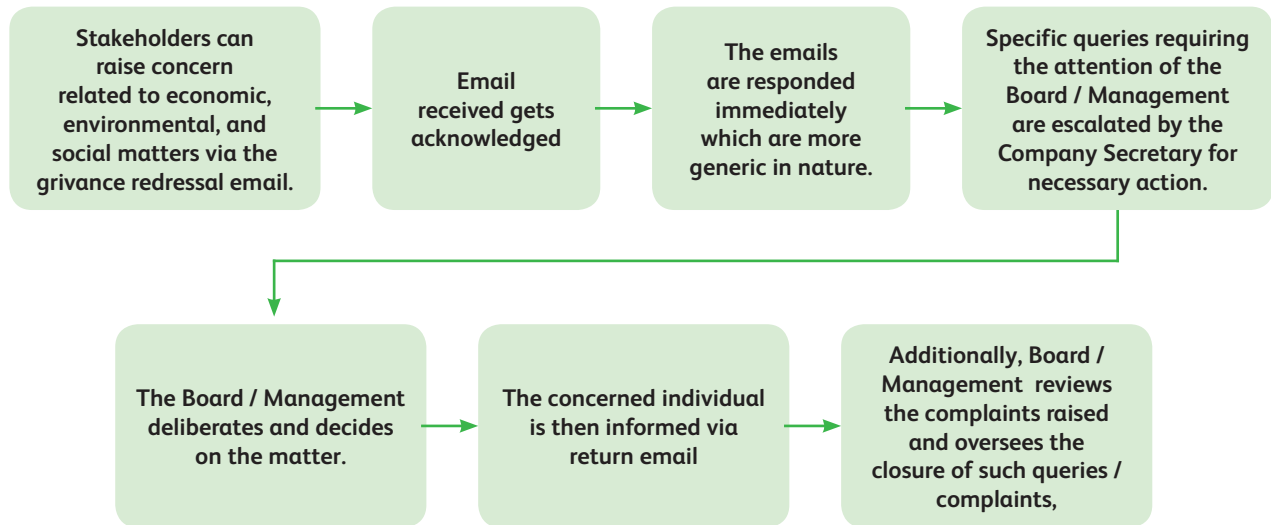 Stakeholders can
raise concern
related to economic,
environmental, and
social matters via the
grivance redressal email.
Email
received gets
acknowledged
The emails
are responded
immediately
which are more
generic in nature.
Specific queries requiring
the attention of the
Board / Management
are escalated by the
Company Secretary for
necessary action.
The Board / Management
deliberates and decides
on the matter.
The concerned individual
is then informed via
return email
Additionally, Board /
Management reviews
the complaints raised
and oversees the
closure of such queries /
complaints,